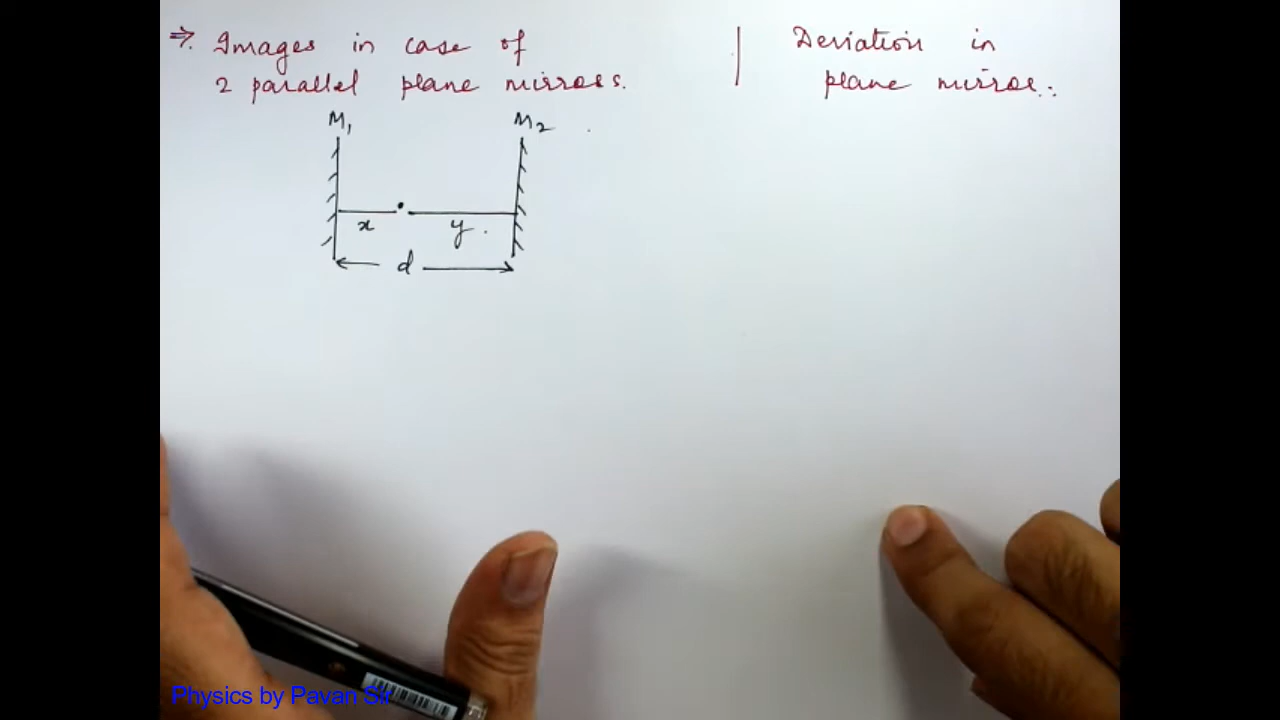 ⇒. Images in case of
2 parallel plane mirrors.
Deviation in
plane mirror.:
M1 M2
x y
d
Physics by Pavan Sir